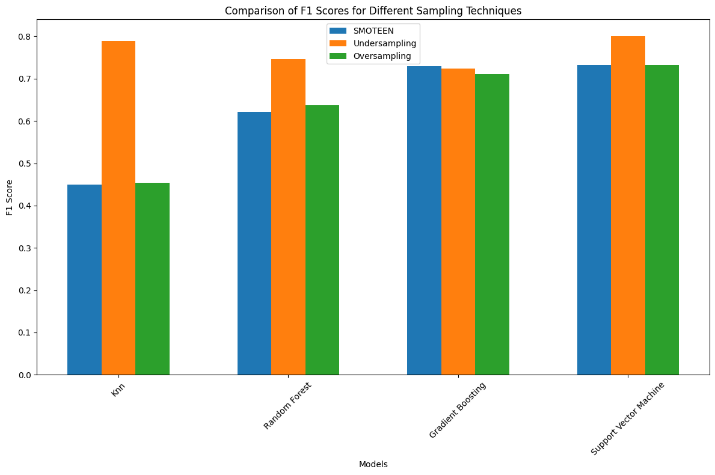 Comparison of F1 Scores for Different Sampling Techniques
SMOTEEN
Undersampling
Oversampling
F1 Score
0.8
0.7
0.6
0.5
0.4
0.3
0.2
0.1
0.0
Knn
Random Forest
Gradient Boosting
Support Vector Machine
Models